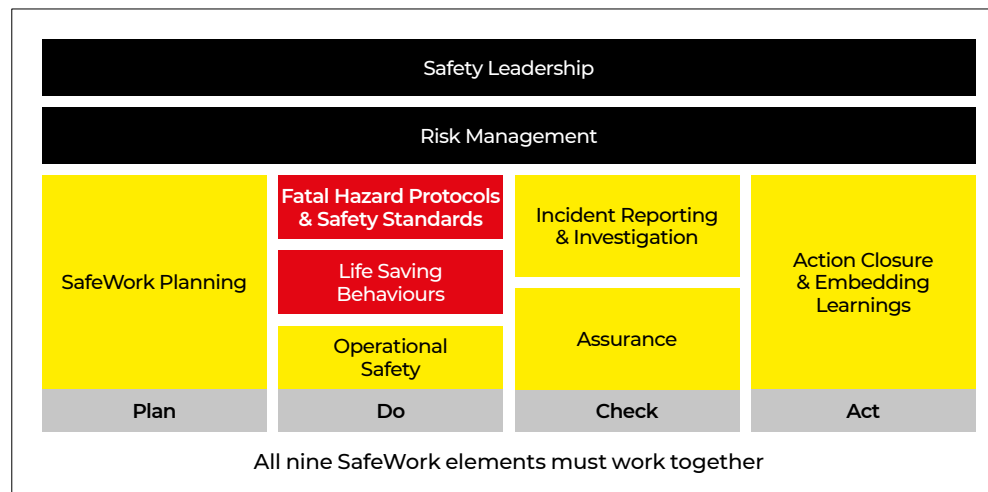 Safety Leadership
Risk Management
SafeWork Planning
Fatal Hazard Protocols
& Safety Standards
Life Saving
Behaviours
Operational
Safety
Incident Reporting
& Investigation
Assurance
Action Closure
& Embedding
Learnings
Plan
Do
Check
Act
All nine SafeWork elements must work together